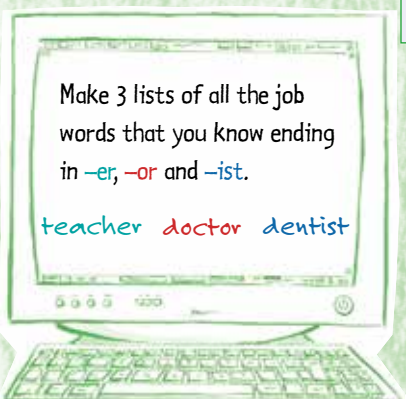 Make 3 lists of all the job
words that you know ending
in –er, –or and –ist.
teacher doctor dentist